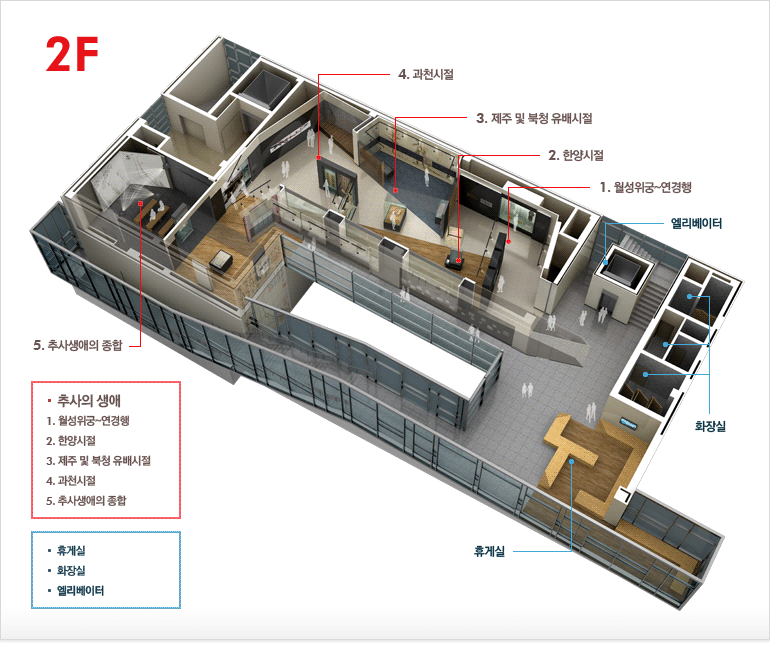 2F
4. 과천시절
3. 제주 및 북청 유배시절
2. 한양시절
1. 월성위궁~연경행
엘리베이터
5. 추사생애의 종합
화장실
휴게실
• 추사의 생애
1. 월성위궁~연경행
2. 한양시절
3. 제주 및 북청 유배시절
4. 과천시절
5. 추사생애의 종합
• 휴게실
• 화장실
• 엘리베이터